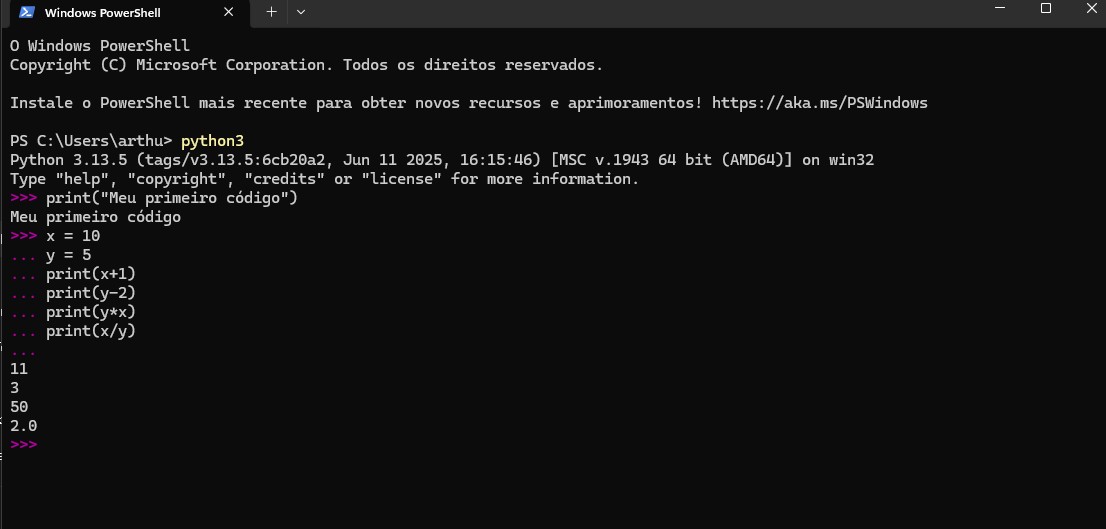 Windows PowerShell
O Windows PowerShell
Copyright (C) Microsoft Corporation. Todos os direitos reservados.
Instale o PowerShell mais recente para obter novos recursos e aprimoramentos! https://aka.ms/PSWindows
PS C:\Users\arthu> python3
Python 3.13.5 (tags/v3.13.5:6cb20a2, Jun 11 2025, 16:15:46) [MSC v.1943 64 bit (AMD64)] on win32
Type "help", "copyright", "credits" or "license" for more information.
>>> print("Meu primeiro código")
Meu primeiro código
>>> x = 10
... y = 5
... print(x+1)
... print(y-2)
... print(y*x)
... print(x/y)
...
11
3
50
2.0
>>>